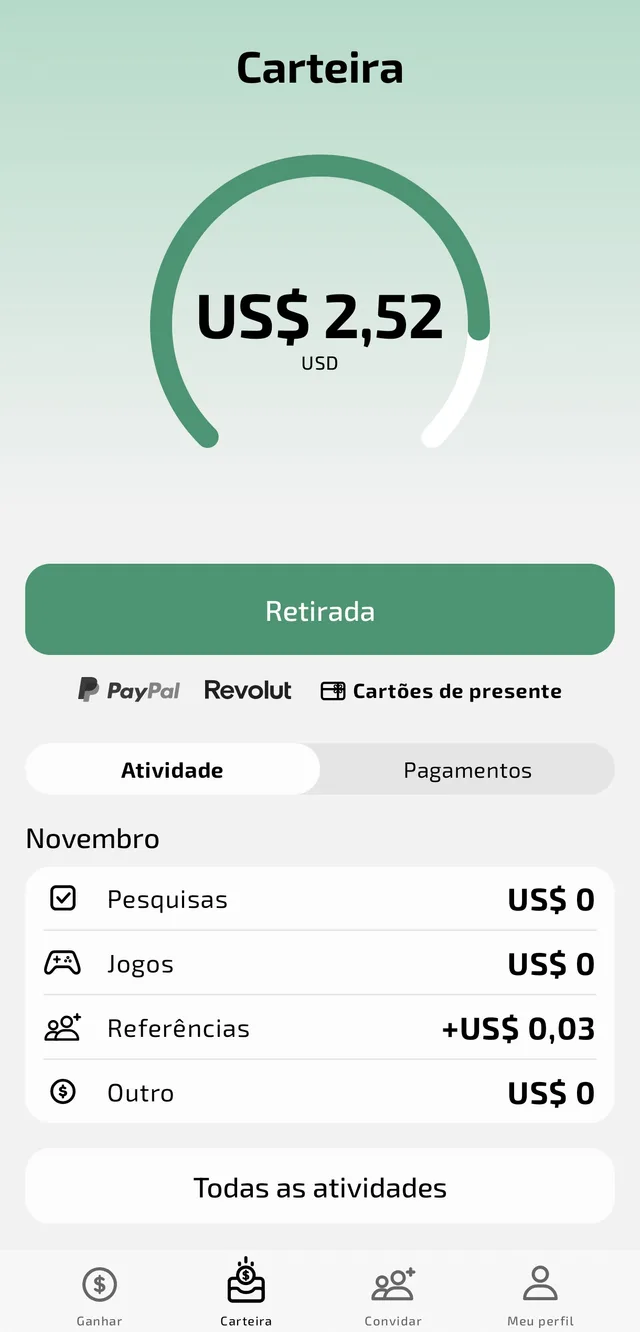 Carteira
US$ 2,52
USD
Retirada
PayPal Revolut Cartões de presente
Atividade Pagamentos
Novembro
Pesquisas US$ 0
Jogos US$ 0
Referências +US$ 0,03
Outro US$ 0
Todas as atividades
Ganhar Carteira Convidar Meu perfil